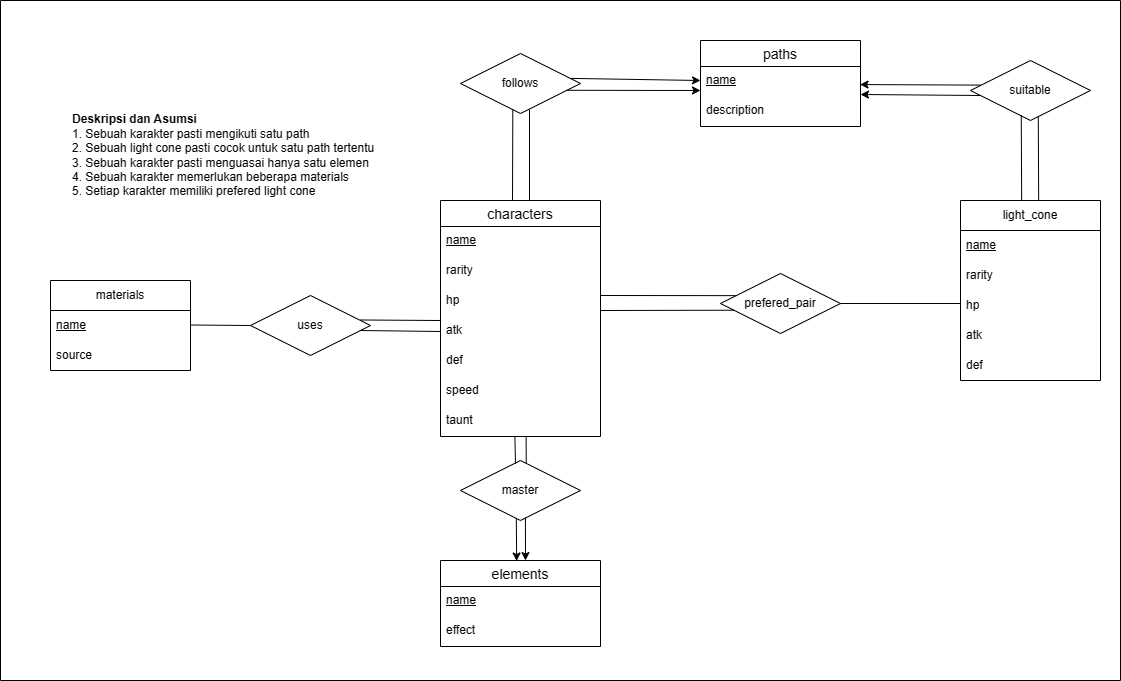 paths
name
description
follows
suitable
Deskripsi dan Asumsi
1. Sebuah karakter pasti mengikuti satu path
2. Sebuah light cone pasti cocok untuk satu path tertentu
3. Sebuah karakter pasti menguasai hanya satu elemen
4. Sebuah karakter memerlukan beberapa materials
5. Setiap karakter memiliki prefered light cone
characters
name
rarity
hp
atk
def
speed
taunt
light_cone
name
rarity
hp
atk
def
materials
name
source
uses
prefered_pair
master
elements
name
effect